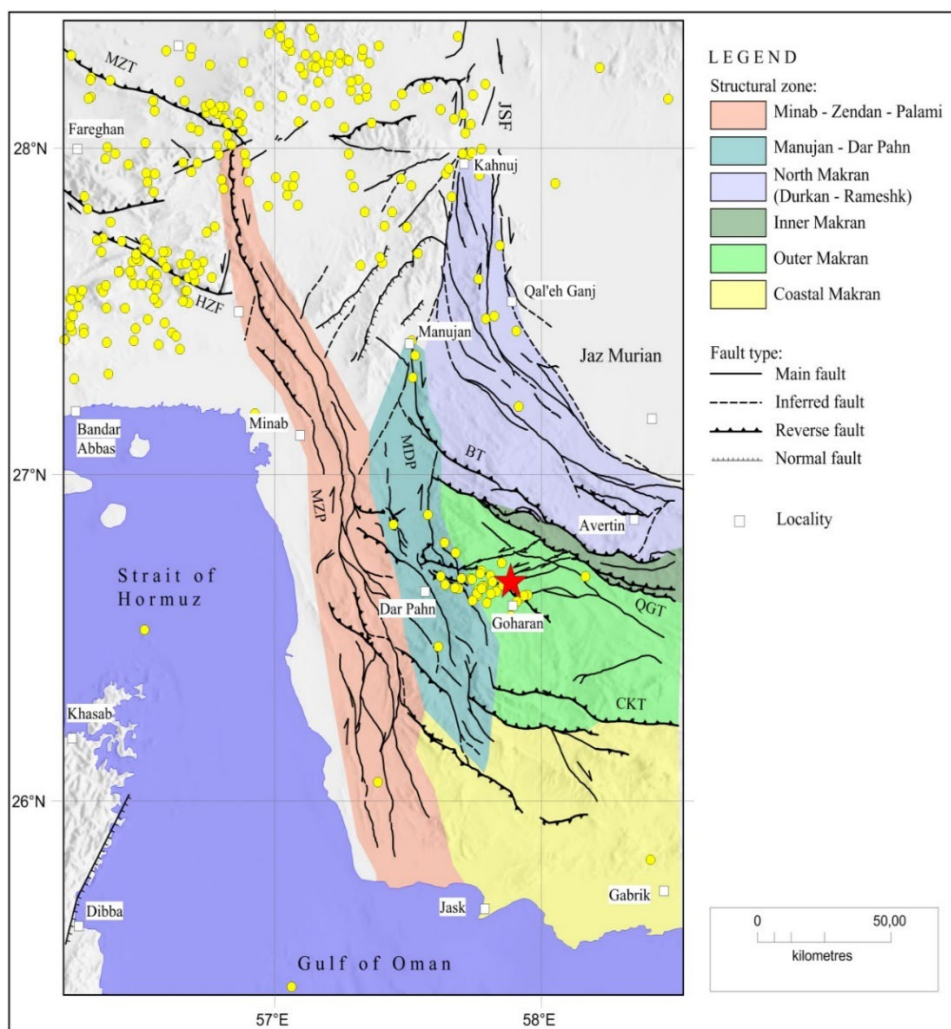 MZT
Fareghan
JSF
Kahnuj
28°N
HZF
Qal'eh Ganj
Manujan
Jaz Murian
Bandar
Abbas
Minab
27°N
MZP
MDP
BT
Avertin
Strait of
Hormuz
Dar Pahn
Goharan
QGT
Khasab
CKT
26°N
Dibba
Jask
Gabrik
Gulf of Oman
57°E
58°E
LEGEND
Structural zone:
Minab - Zendan - Palami
Manujan - Dar Pahn
North Makran
(Durkan - Rameshk)
Inner Makran
Outer Makran
Coastal Makran
Fault type:
Main fault
Inferred fault
Reverse fault
Normal fault
Locality
0 50,00
kilometres